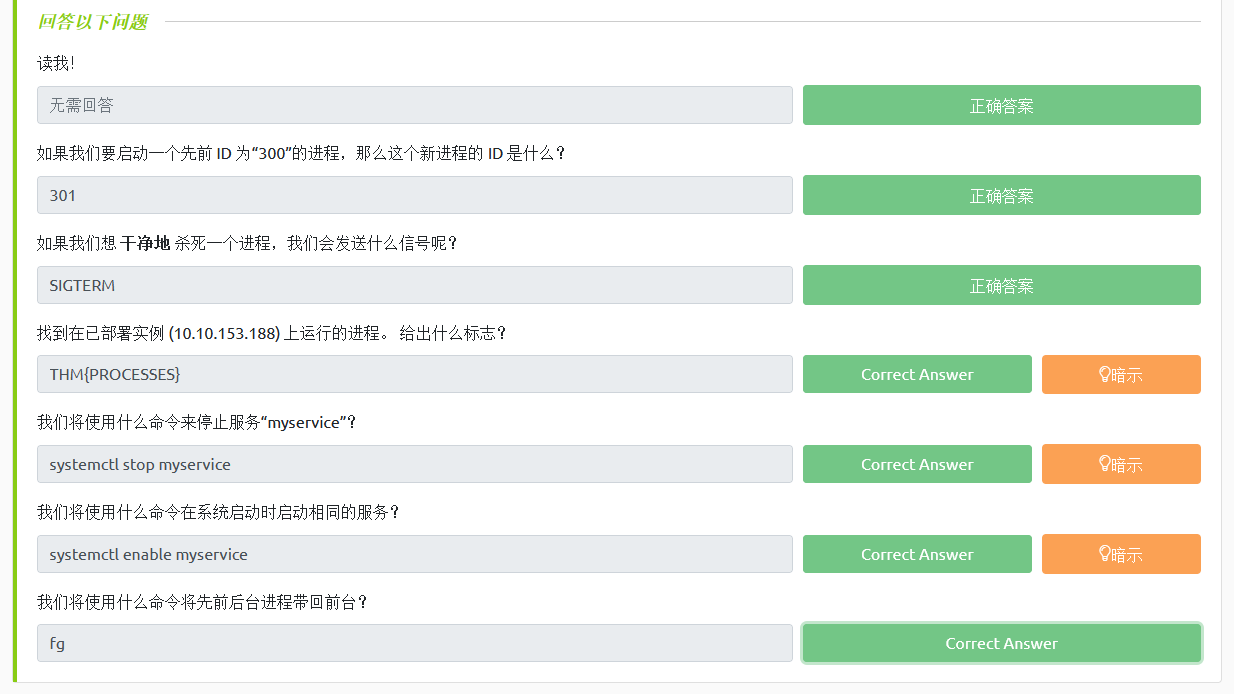 回答以下问题
读我！
无需回答
正确答案
如果我们要启动一个先前 ID 为“300”的进程，那么这个新进程的 ID 是什么？
301
正确答案
如果我们想 干净地 杀死一个进程，我们会发送什么信号呢？
SIGTERM
正确答案
找到在已部署实例 (10.10.153.188) 上运行的进程。 给出什么标志？
THM{PROCESSES}
Correct Answer
暗示
我们将使用什么命令来停止服务“myservice”？
systemctl stop myservice
Correct Answer
暗示
我们将使用什么命令在系统启动时启动相同的服务？
systemctl enable myservice
Correct Answer
暗示
我们将使用什么命令将先前后台进程带回前台？
fg
Correct Answer